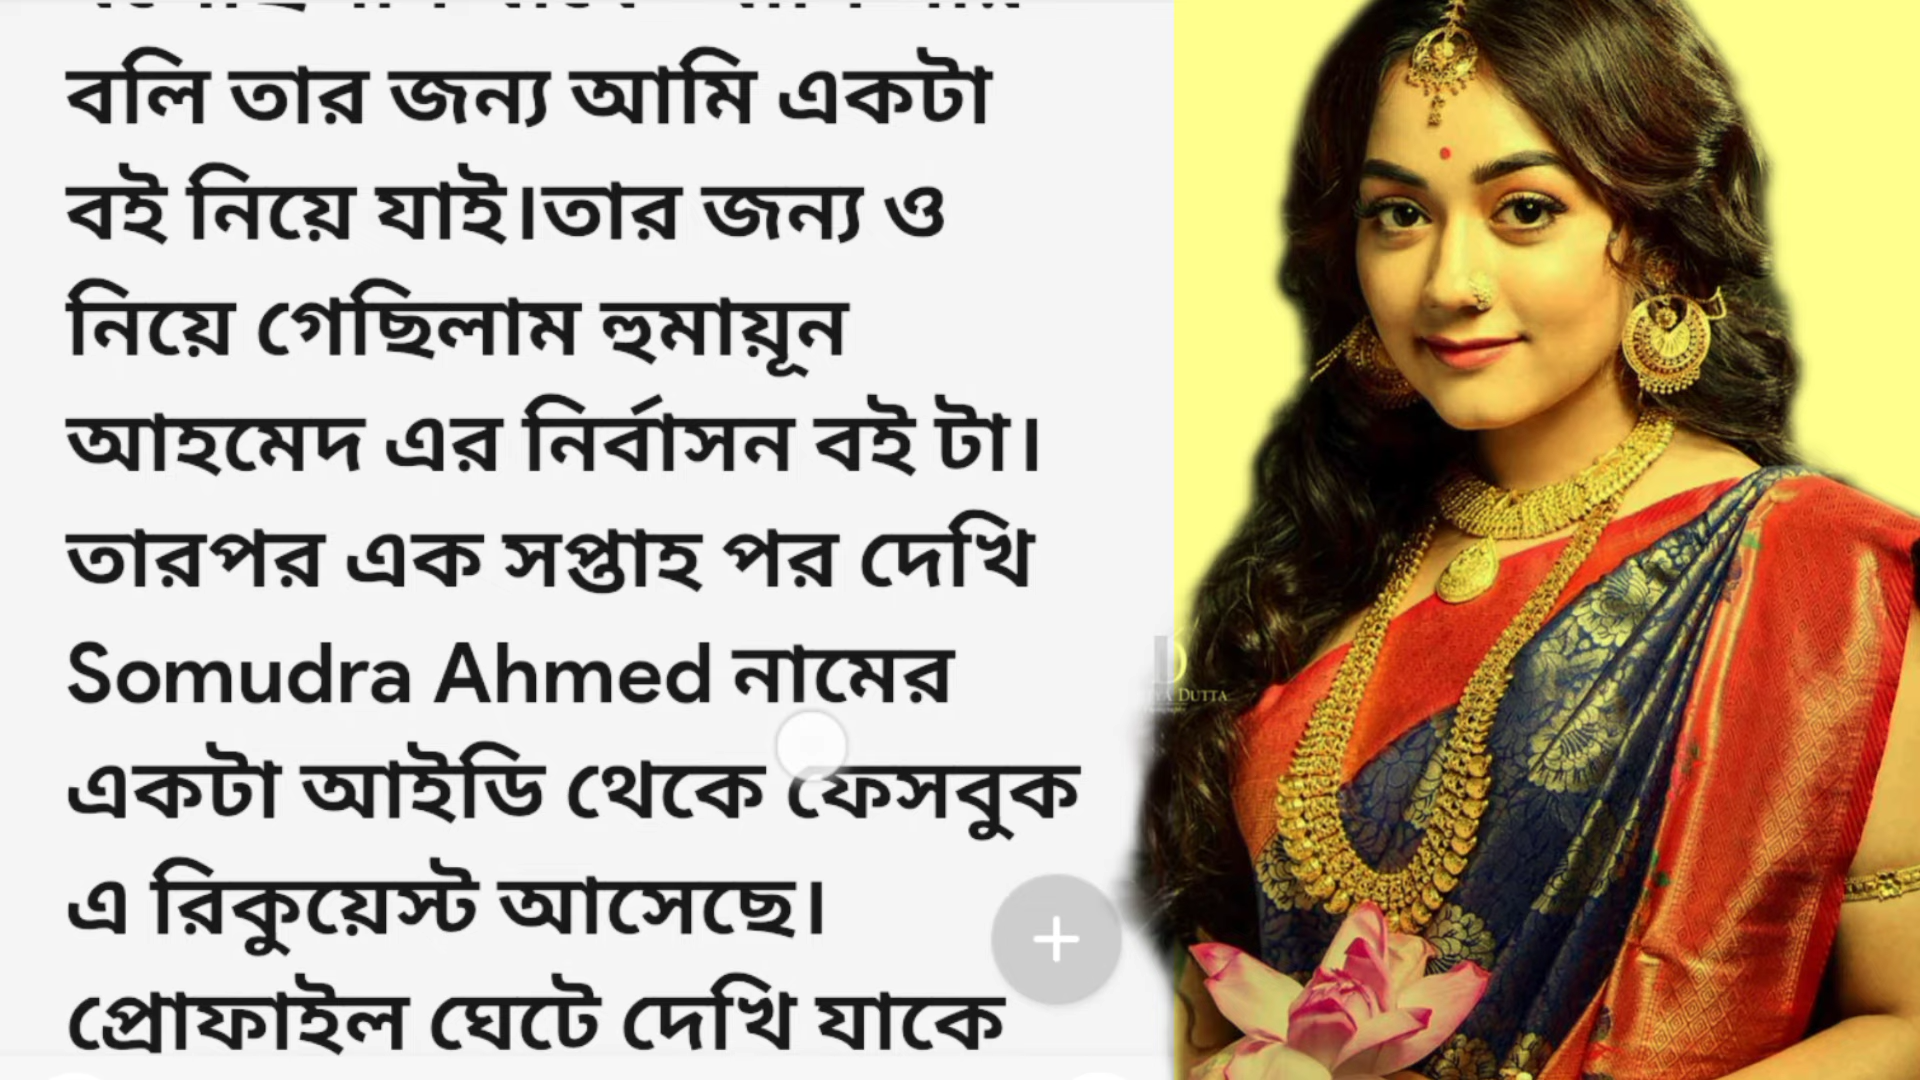 বলি তার জন্য আমি একটা
বই নিয়ে যাই।তার জন্য ও
নিয়ে গেছিলাম হুমায়ূন
আহমেদ এর নির্বাসন বই টা।
তারপর এক সপ্তাহ পর দেখি
Somudra Ahmed নামের
একটা আইডি থেকে ফেসবুক
এ রিকুয়েস্ট আসেছে।
প্রোফাইল ঘেটে দেখি যাকে
DUTTA